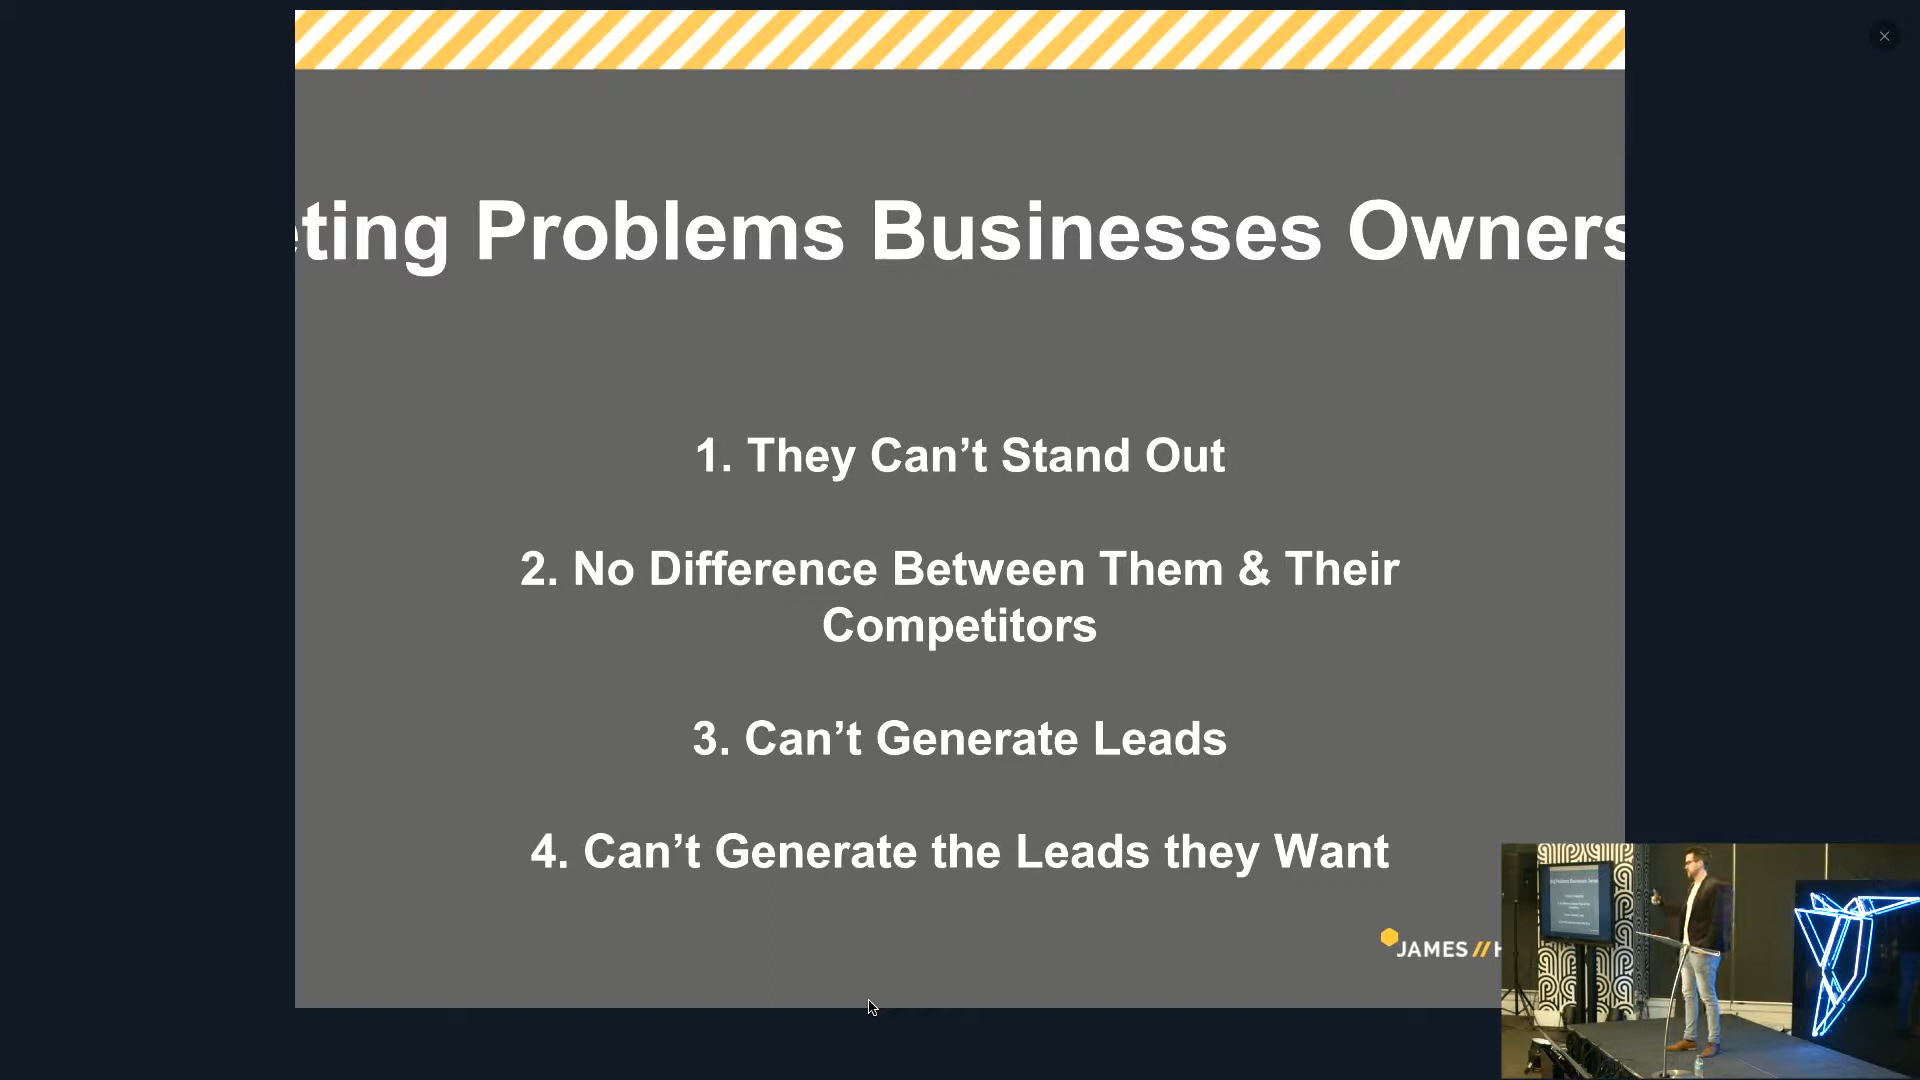 ting Problems Businesses Owners
1. They Can’t Stand Out
2. No Difference Between Them & Their
Competitors
3. Can’t Generate Leads
4. Can’t Generate the Leads they Want
JAMES // H